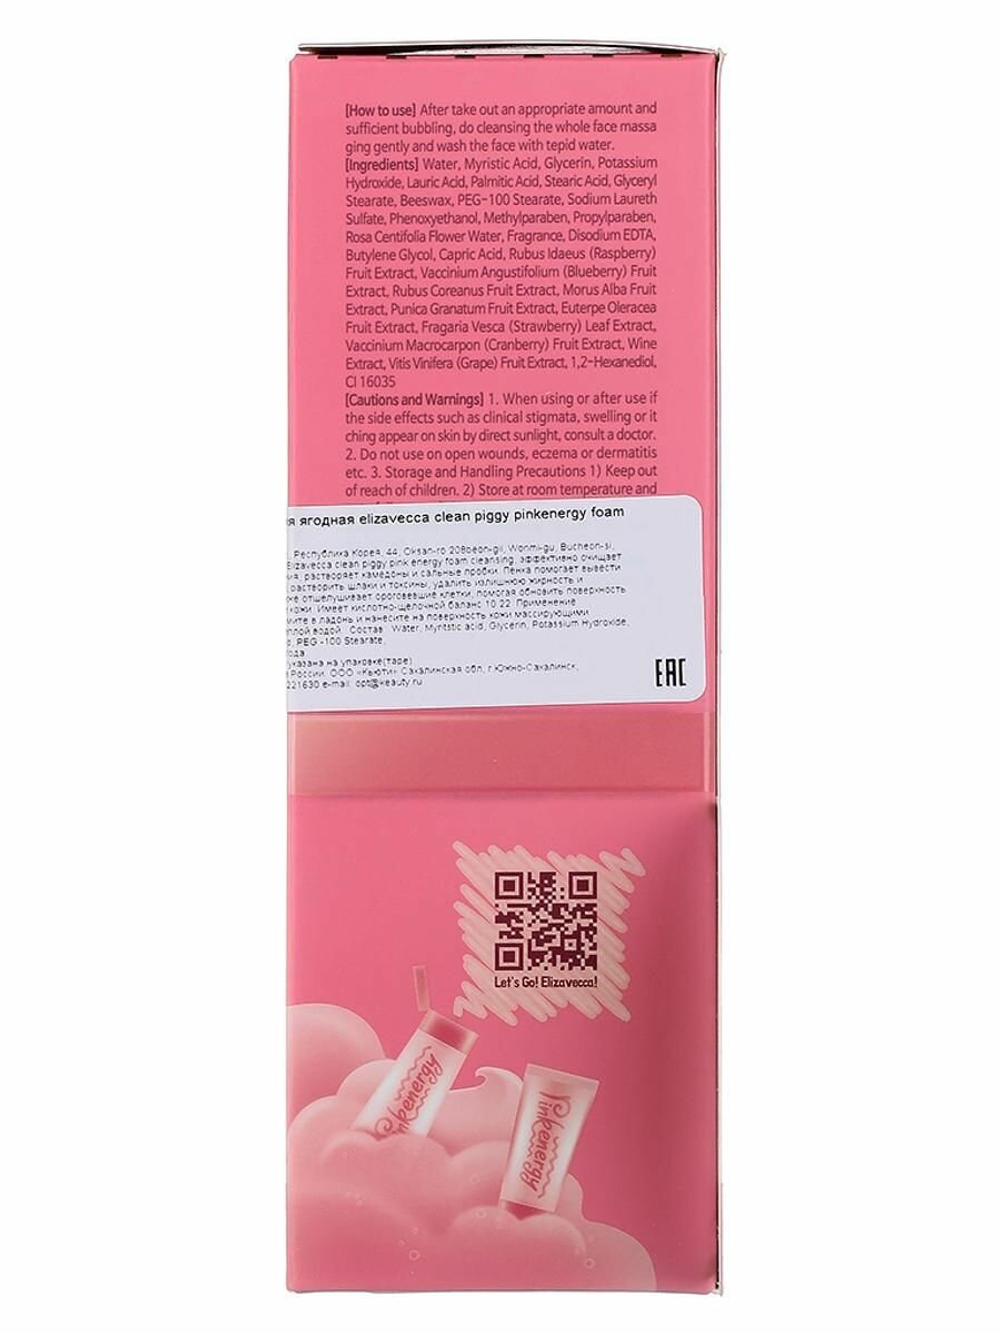 [How to use] After take out an appropriate amount and
sufficient bubbling, do cleansing the whole face massa
ging gently and wash the face with tepid water.
[Ingredients] Water, Myristic Acid, Glycerin, Potassium
Hydroxide, Lauric Acid, Palmitic Acid, Stearic Acid, Glyceryl
Stearate, Beeswax, PEG-100 Stearate, Sodium Laureth
Sulfate, Phenoxyethanol, Methylparaben, Propylparaben,
Rosa Centifolia Flower Water, Fragrance, Disodium EDTA,
Butylene Glycol, Capric Acid, Rubus Idaeus (Raspberry)
Fruit Extract, Vaccinium Angustifolium (Blueberry) Fruit
Extract, Rubus Coreanus Fruit Extract, Morus Alba Fruit
Extract, Punica Granatum Fruit Extract, Euterpe Oleracea
Fruit Extract, Fragaria Vesca (Strawberry) Leaf Extract,
Vaccinium Macrocarpon (Cranberry) Fruit Extract, Wine
Extract, Vitis Vinifera (Grape) Fruit Extract, 1,2-Hexanediol,
CI 16035
[Cautions and Warnings] 1. When using or after use if
the side effects such as clinical stigmata, swelling or it
ching appear on skin by direct sunlight, consult a doctor.
2. Do not use on open wounds, eczema or dermatitis
etc. 3. Storage and Handling Precautions 1) Keep out
of reach of children. 2) Store at room temperature and
я ягодная elizavecca clean piggy pinkenergy foam
Республика Корея, 44, Oksan-ro 208beon-gil, Wonmi-gu, Bucheon-si,
Elizavecca clean piggy pink energy foam cleansing, эффективно очищает
ия, растворяет камедоны и сальные пробки. Пенка помогает вывести
растворить шлаки и токсины, удалить излишнюю жирность и
же отшелушивает ороговевшие клетки, помогая обновить поверхность
кожи. Имеет кислотно-щелочной баланс 10.22. Применение
мите в ладонь и нанесите на поверхность кожи массирующими
плой водой. Состав: Water, Myritstic acid, Glycerin, Potassium Hydroxide,
PEG -100 Stearate,
года
указана на упаковке(таре)
России: ООО «Кьюти» Сахалинская обл, г.Южно-Сахалинск,
221630 e-mail: opt@keauty.ru
EAC
Let's Go! Elizavecca!
Pinkenergy
Pinkenergy